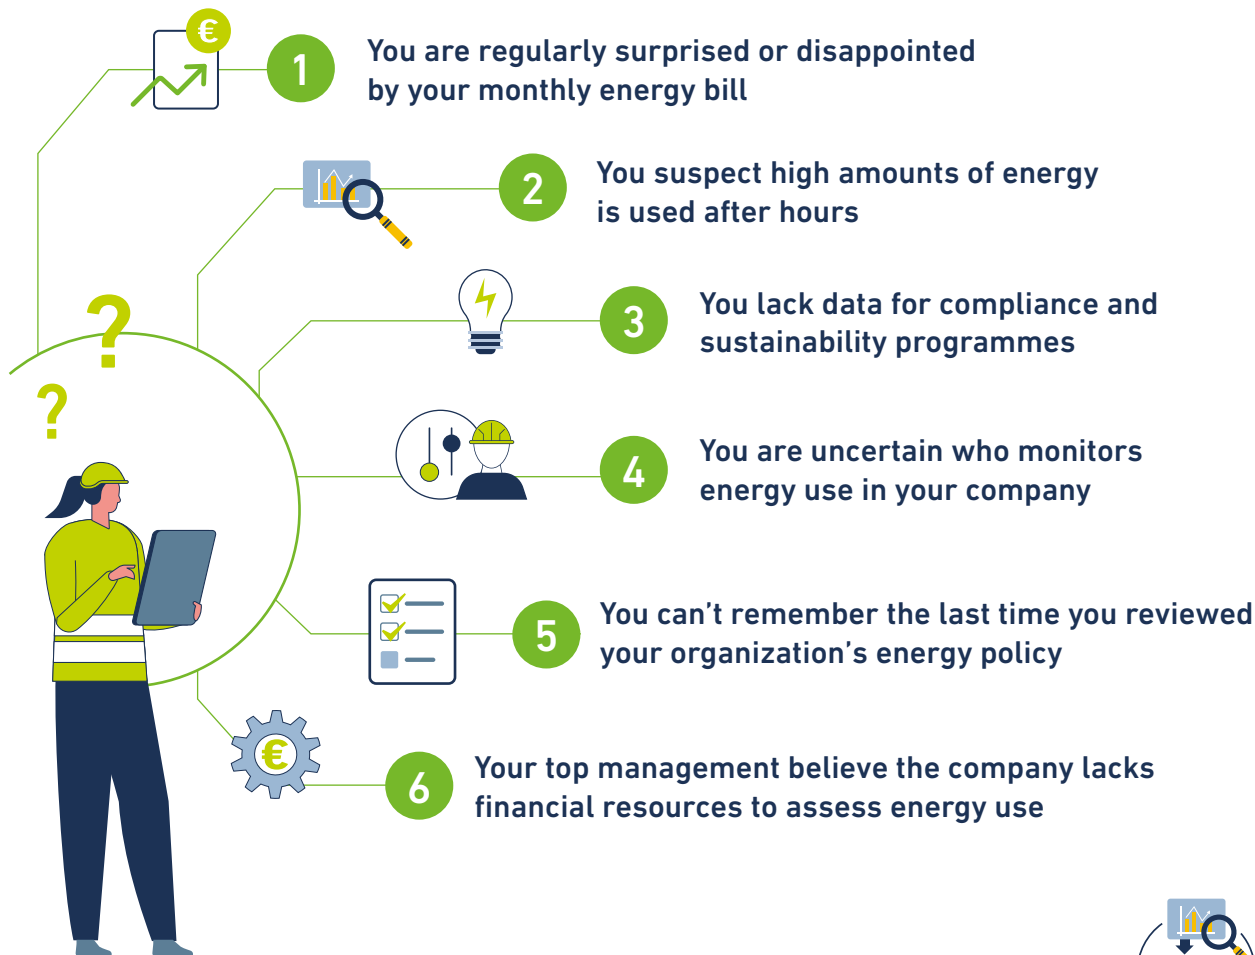 €
1
You are regularly surprised or disappointed
by your monthly energy bill
2
You suspect high amounts of energy
is used after hours
?
3
You lack data for compliance and
sustainability programmes
?
4
You are uncertain who monitors
energy use in your company
5
You can’t remember the last time you reviewed
your organization’s energy policy
€
6
Your top management believe the company lacks
financial resources to assess energy use